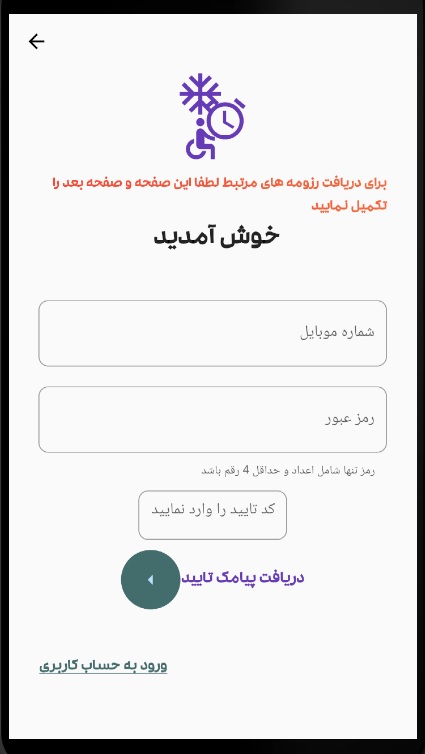 برای دریافت رزومه های مرتبط لطفا این صفحه و صفحه بعد را
تکمیل نمایید
خوش آمدید
شماره موبایل
رمز عبور
رمز تنها شامل اعداد و حداقل 4 رقم باشد
کد تایید را وارد نمایید
دریافت پیامک تایید
ورود به حساب کاربری